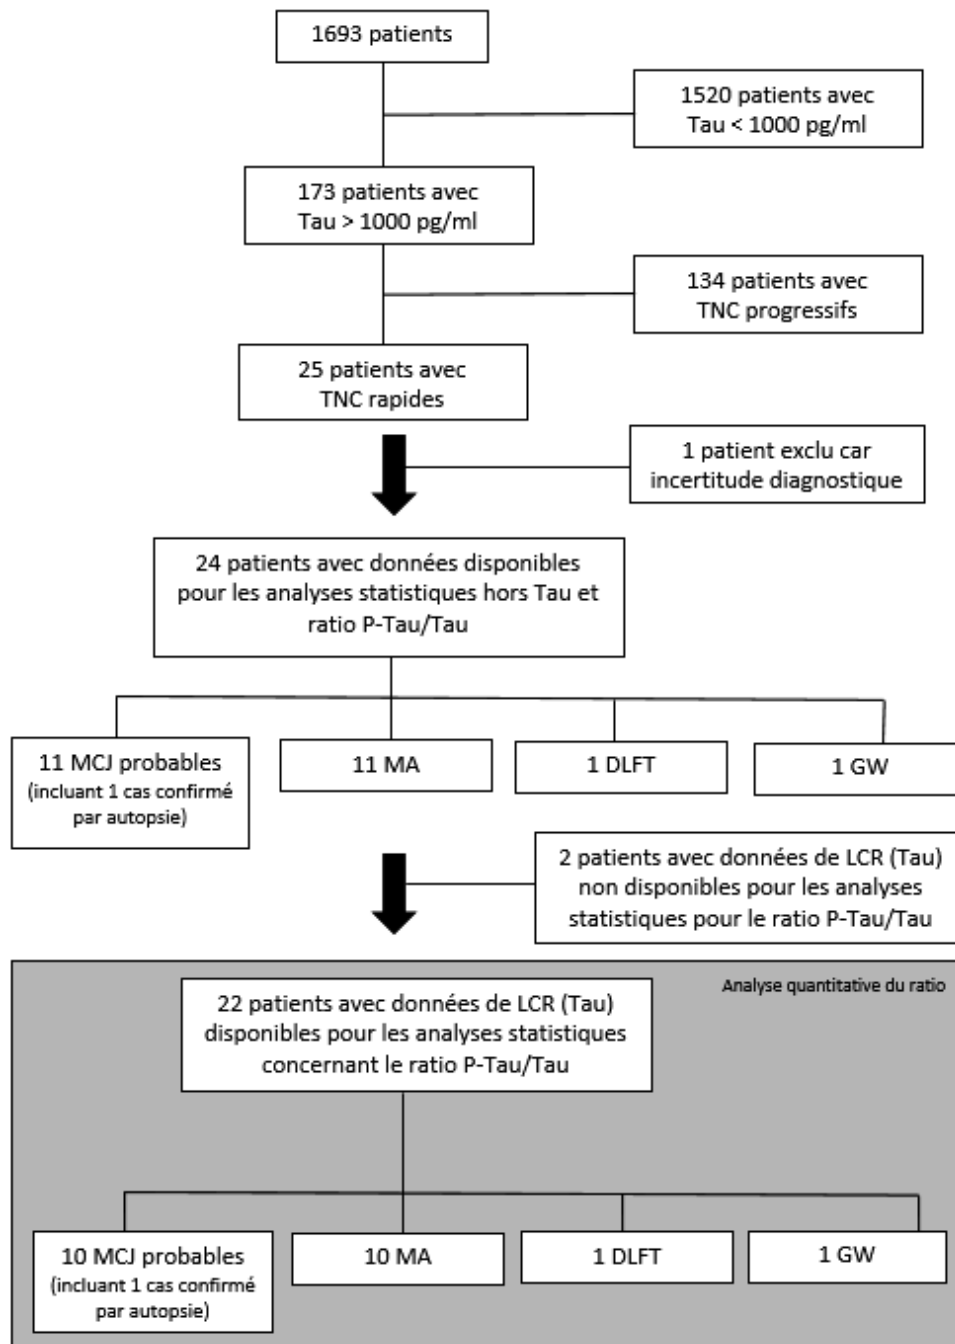 1693 patients
1520 patients avec
Tau < 1000 pg/ml
173 patients avec
Tau > 1000 pg/ml
134 patients avec
TNC progressifs
25 patients avec
TNC rapides
1 patient exclu car
incertitude diagnostique
24 patients avec données disponibles
pour les analyses statistiques hors Tau et
ratio P-Tau/Tau
11 MCJ probables
(incluant 1 cas confirmé
par autopsie)
11 MA
1 DLFT
1 GW
2 patients avec données de LCR (Tau)
non disponibles pour les analyses
statistiques pour le ratio P-Tau/Tau
Analyse quantitative du ratio
22 patients avec données de LCR (Tau)
disponibles pour les analyses statistiques
concernant le ratio P-Tau/Tau
10 MCJ probables
(incluant 1 cas confirmé
par autopsie)
10 MA
1 DLFT
1 GW